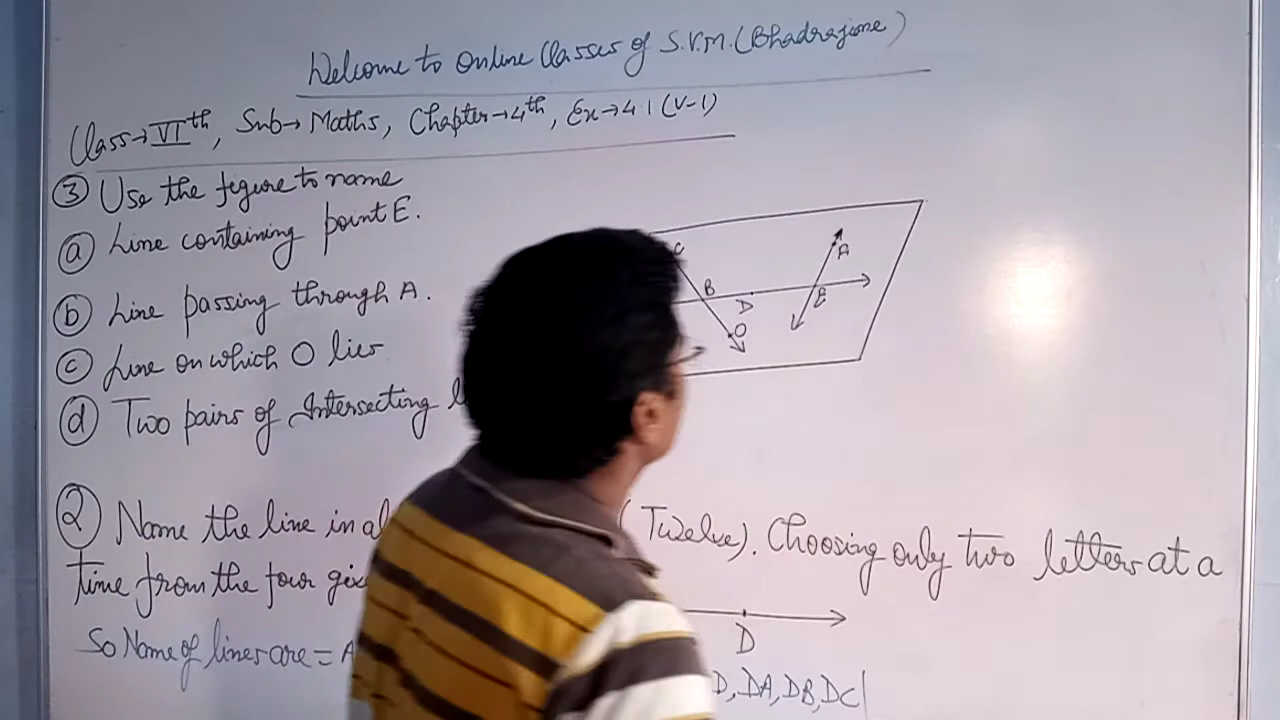 Welcome to Online Classes of S.V.M. (Bhadrajune)
Class→VIth, Sub→Maths, Chapter→4th, Ex→4.1 (V-1)
③ Use the figure to name
ⓐ Line containing point E.
ⓑ Line passing through A.
ⓒ Line on which O lies
ⓓ Two pairs of Intersecting
C
B
D
O
A
E
② Name the line in al (Twelve). Choosing only two letters at a
time from the four giv
D
So Name of lines are = A D, DA, DB, DC